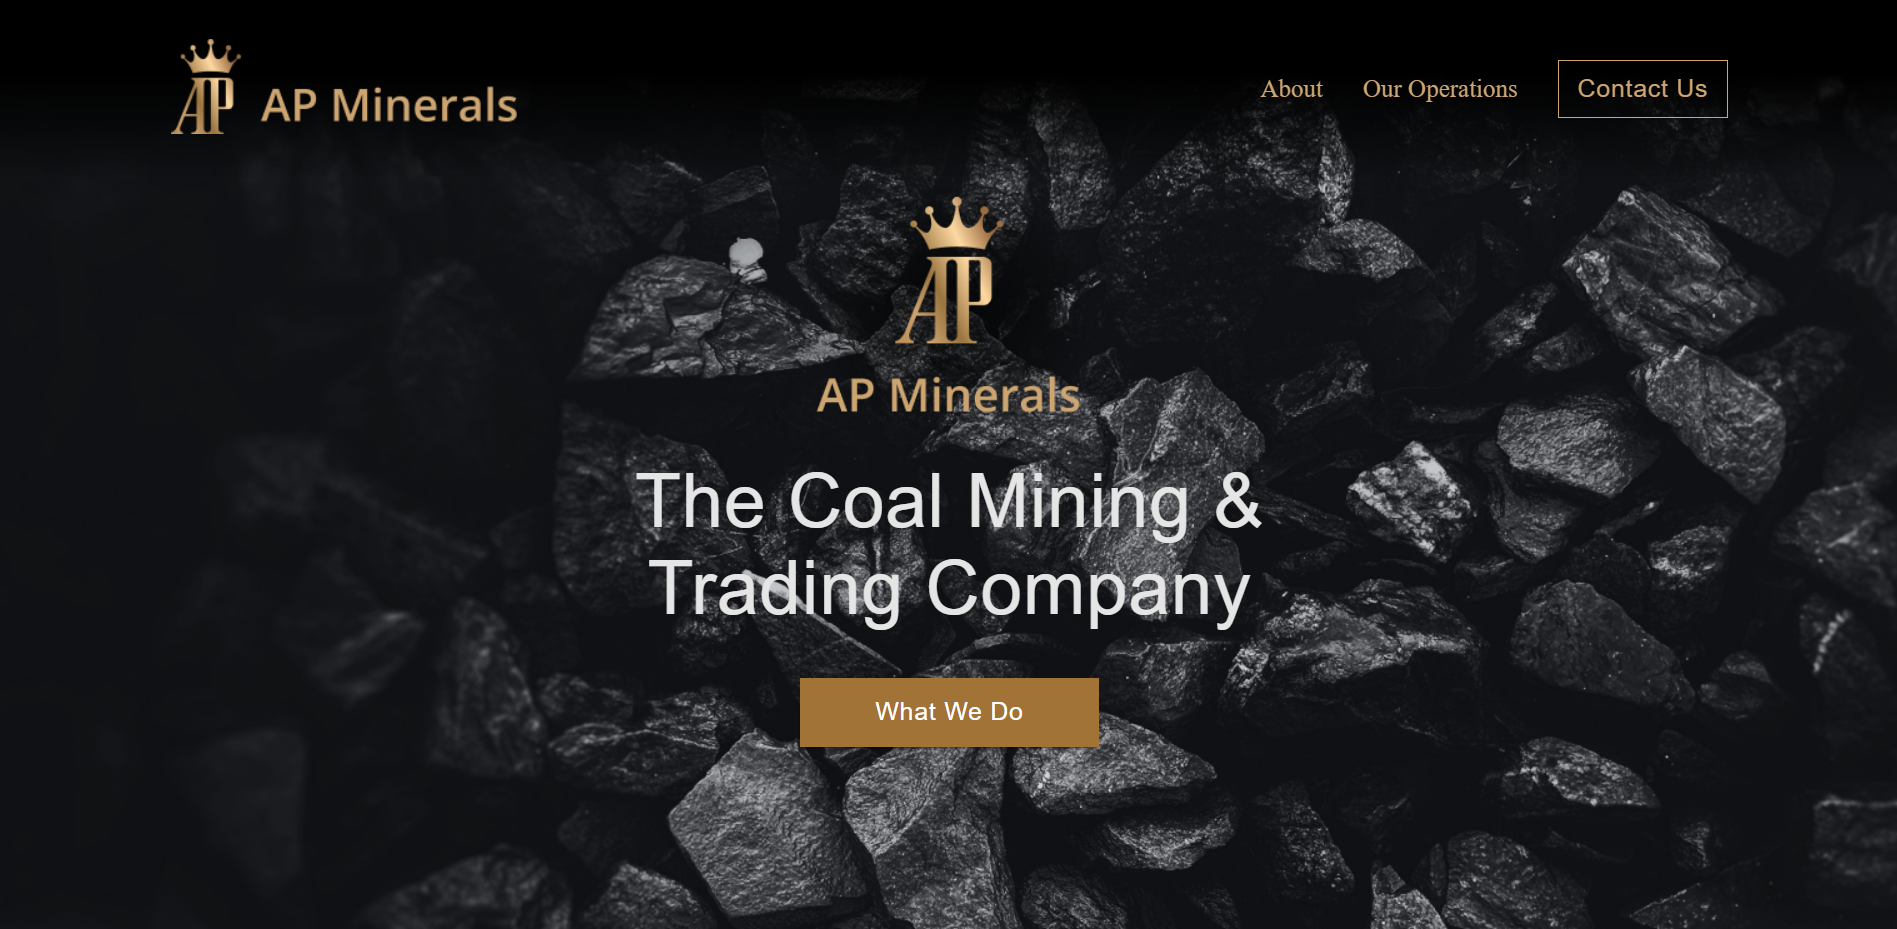 AP
AP Minerals
About
Our Operations
Contact Us
AP
AP Minerals
The Coal Mining &
Trading Company
What We Do